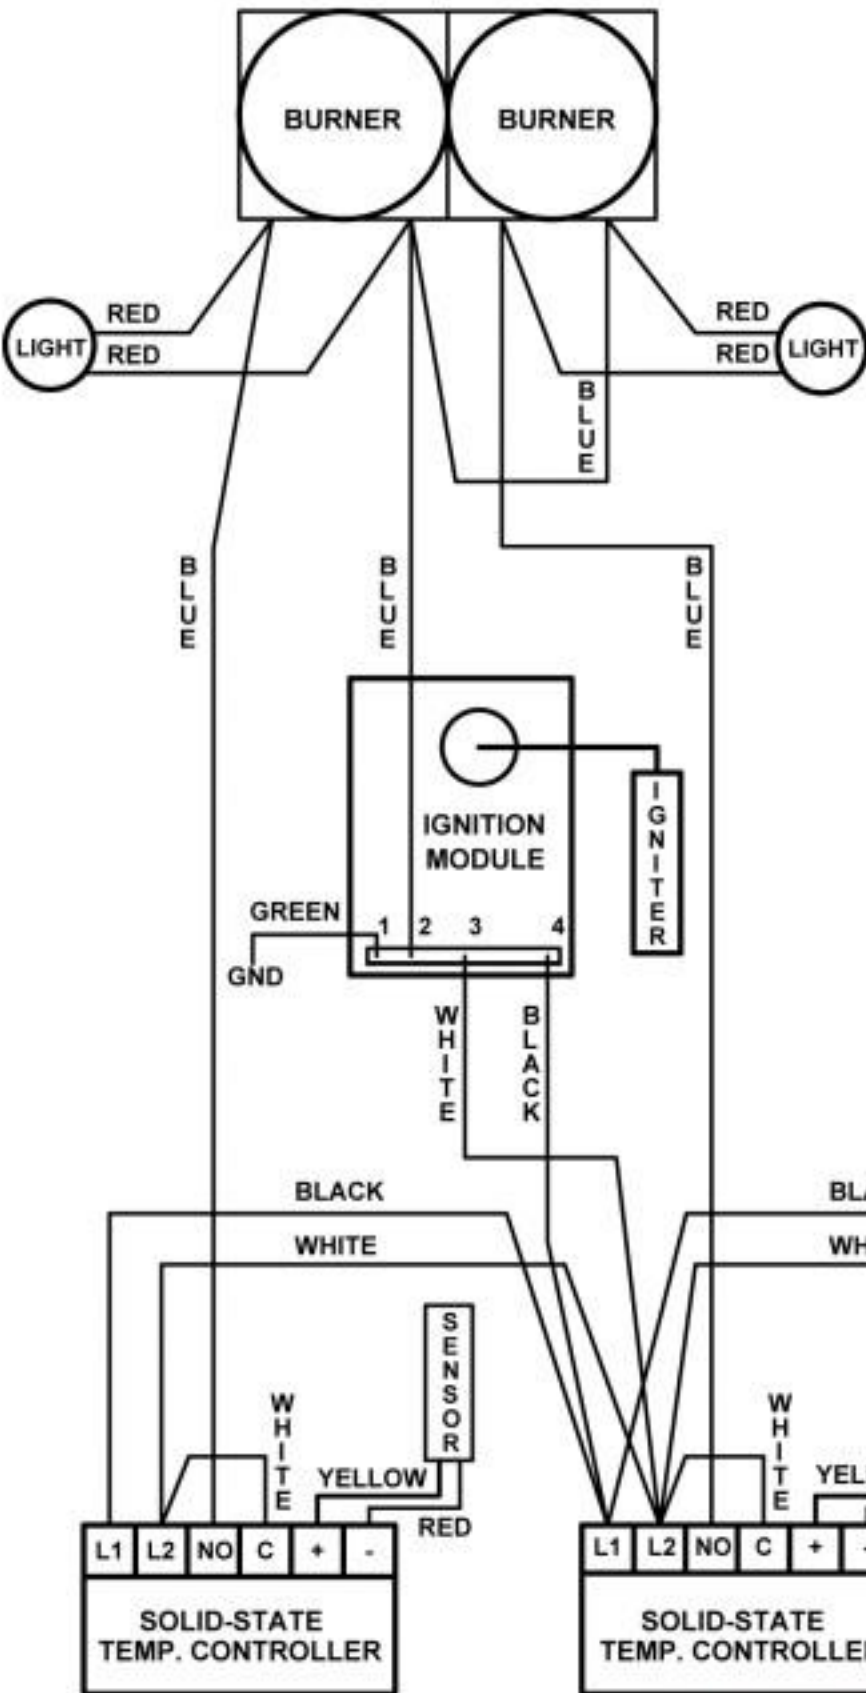 BURNER
BURNER
RED
RED
LIGHT
RED
RED
LIGHT
BLUE
BLUE
BLUE
BLUE
IGNITION
MODULE
IGNITER
GREEN
1 2 3 4
GND
WHITE
BLACK
BLACK
WHITE
SENSOR
WHITE
YELLOW
RED
WHITE
L1 L2 NO C + -
L1 L2 NO C +
SOLID-STATE
TEMP. CONTROLLER
SOLID-STATE
TEMP.